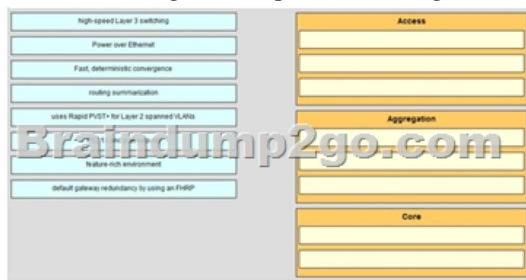 high-speed Layer 3 switching
Power over Ethernet
Fast, deterministic convergence
routing summarization
uses Rapid PVST+ for Layer 2 spanned VLANs
Feature-rich environment
default gateway redundancy by using an FHRP
Access
Aggregation
Core
Braindump2go.com